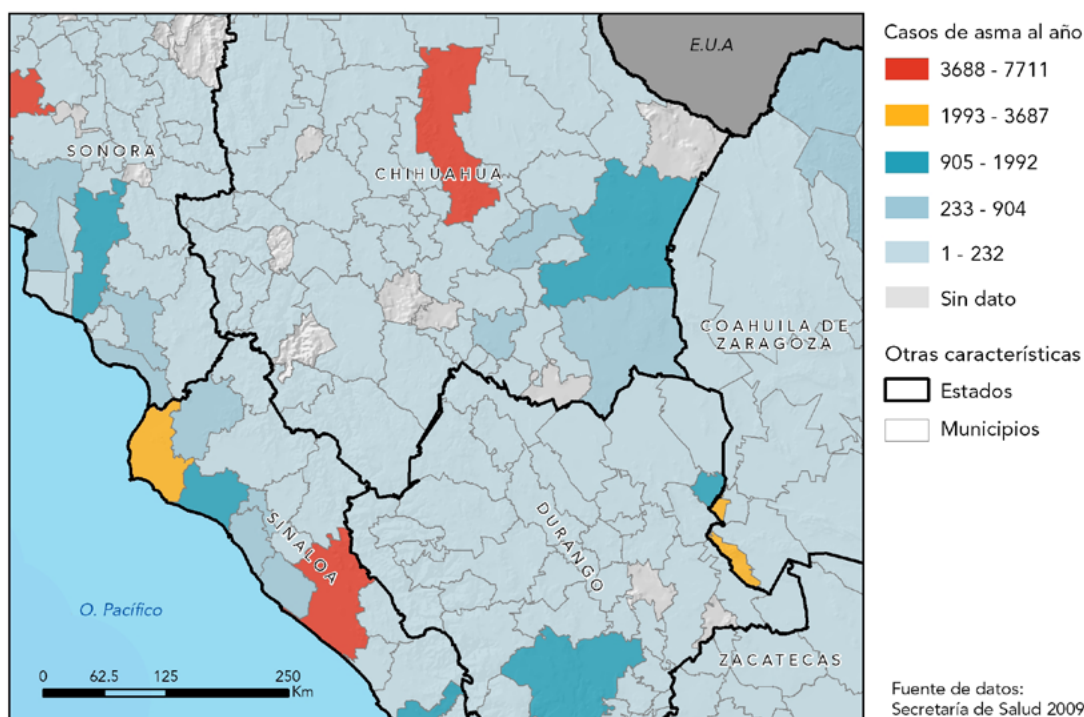 E.U.A
SONORA
CHIHUAHUA
COAHUILA DE
ZARAGOZA
SINALOA
DURANGO
O. Pacífico
ZACATECAS
0 62.5 125 250
Km
Casos de asma al año
3688 - 7711
1993 - 3687
905 - 1992
233 - 904
1 - 232
Sin dato
Otras característicias
Estados
Municipios
Fuente de datos:
Secretaría de Salud 2009